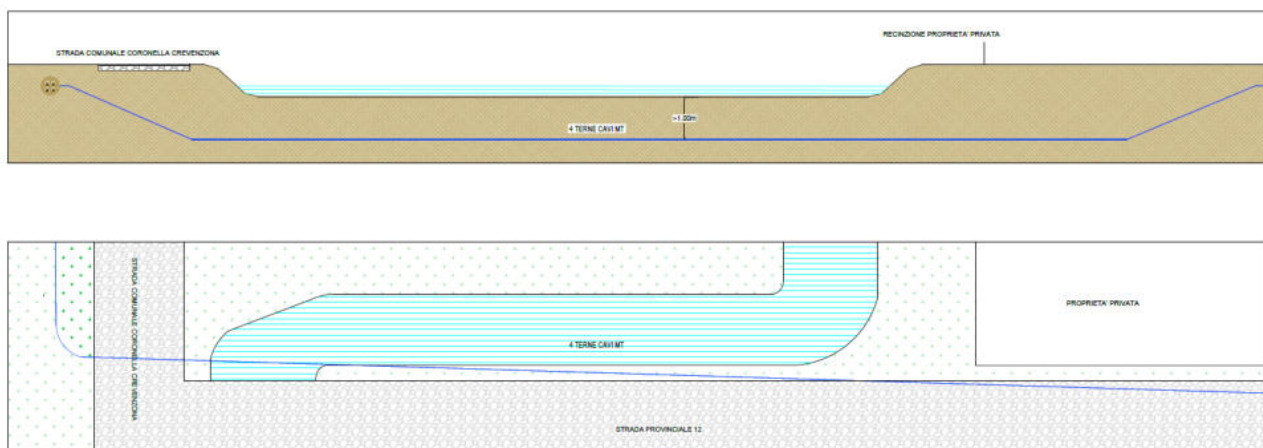 STRADA COMUNALE CORONELLA CREVENZONA
RECINZIONE PROPRIETA' PRIVATA
>1.00m
4 TERNE CAVI MT
STRADA COMUNALE CORONELLA CREVENZONA
PROPRIETA' PRIVATA
4 TERNE CAVI MT
STRADA PROVINCIALE 12